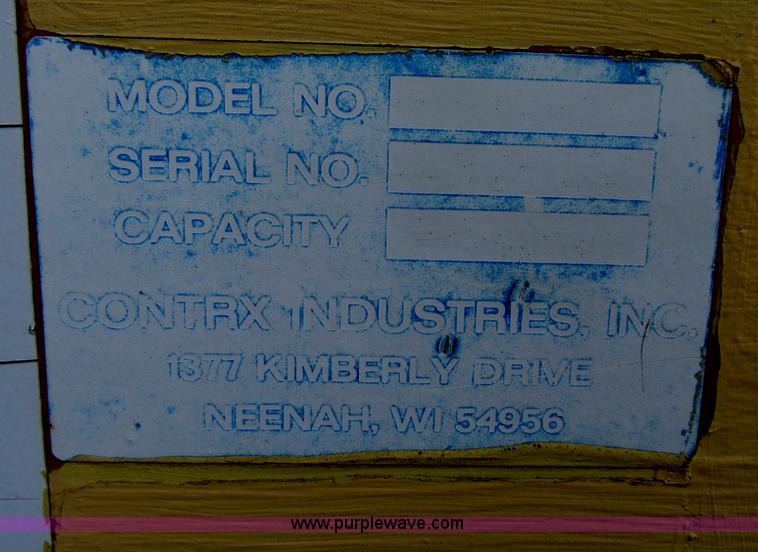 MODEL NO.
SERIAL NO.
CAPACITY
CONTRX INDUSTRIES, INC.
1377 KIMBERLY DRIVE
NEENAH, WI 54956
www.purplewave.com